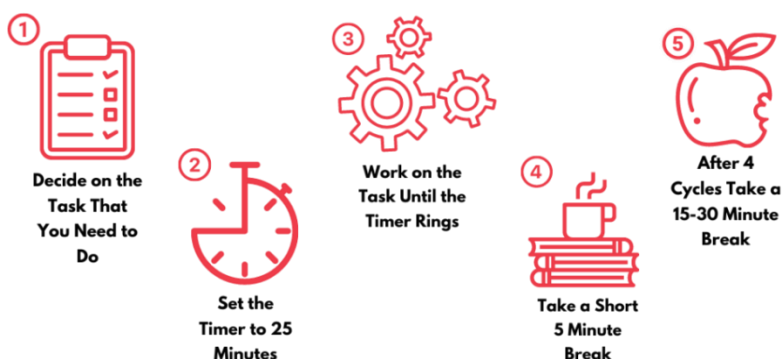 1
Decide on the
Task That
You Need to
Do
2
Set the
Timer to 25
Minutes
3
Work on the
Task Until the
Timer Rings
4
Take a Short
5 Minute
Break
5
After 4
Cycles Take a
15-30 Minute
Break